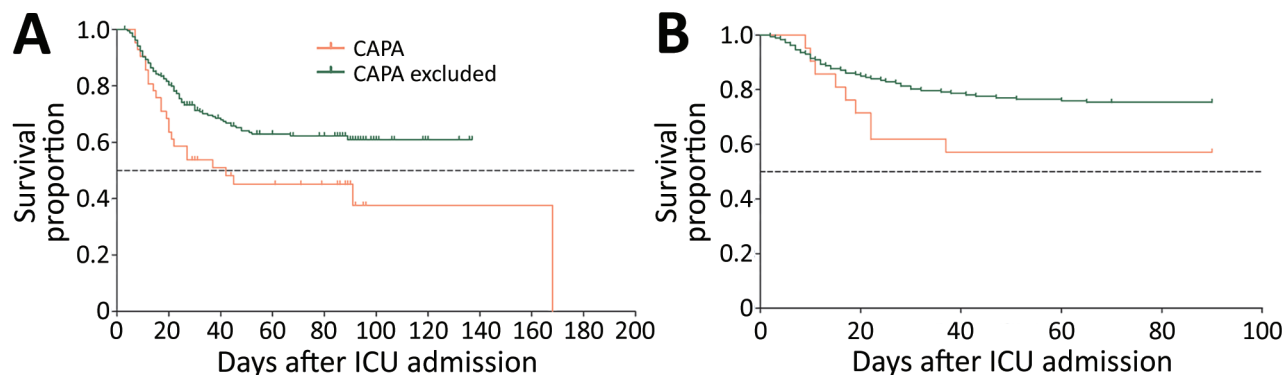 A
Survival
proportion
1.0
0.8
0.6
0.4
0.2
0
CAPA
CAPA excluded
0 20 40 60 80 100 120 140 160 180 200
Days after ICU admission
B
Survival
proportion
1.0
0.8
0.6
0.4
0.2
0
0 20 40 60 80 100
Days after ICU admission